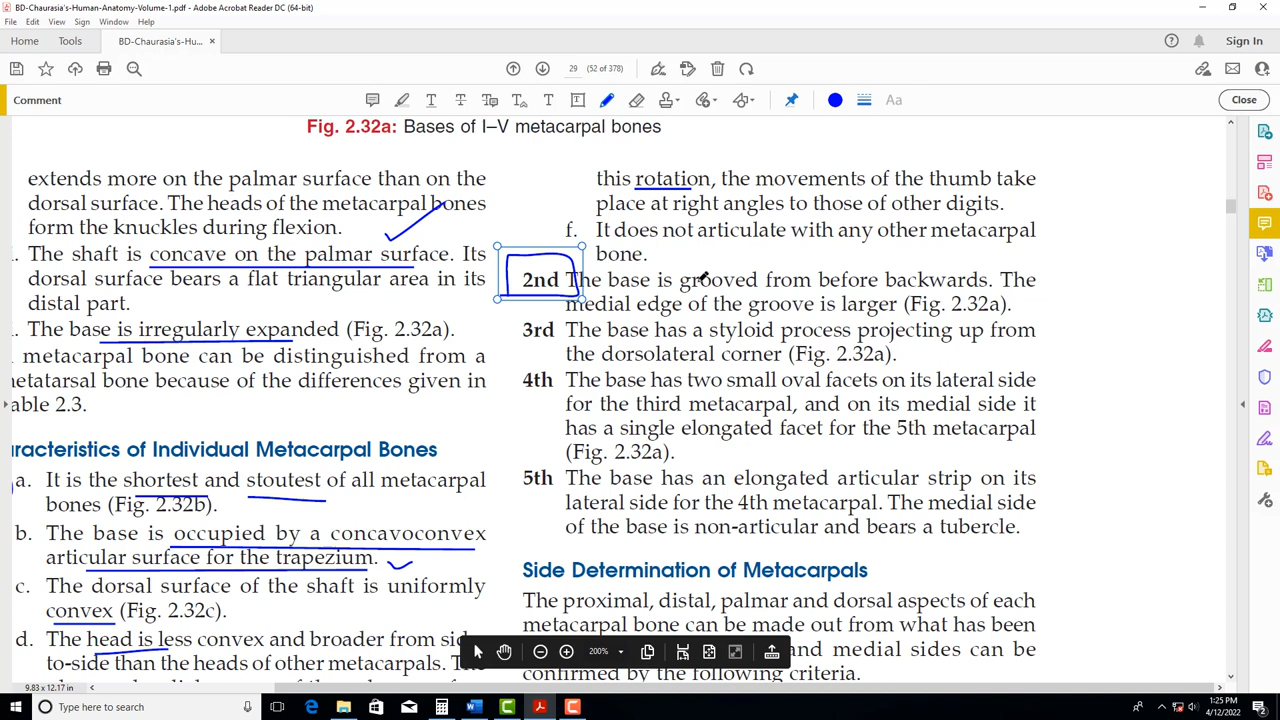 BD-Chaurasia's-Human-Anatomy-Volume-1.pdf - Adobe Acrobat Reader DC (64-bit)
File Edit View Sign Window Help
Home Tools BD-Chaurasia's-Hu... × Sign In
29 (52 of 378)
Comment Close
Fig. 2.32a: Bases of I–V metacarpal bones
extends more on the palmar surface than on the
dorsal surface. The heads of the metacarpal bones
form the knuckles during flexion.
. The shaft is concave on the palmar surface. Its
dorsal surface bears a flat triangular area in its
distal part.
. The base is irregularly expanded (Fig. 2.32a).
metacarpal bone can be distinguished from a
netatarsal bone because of the differences given in
able 2.3.
aracteristics of Individual Metacarpal Bones
a. It is the shortest and stoutest of all metacarpal
bones (Fig. 2.32b).
b. The base is occupied by a concavoconvex
articular surface for the trapezium.
c. The dorsal surface of the shaft is uniformly
convex (Fig. 2.32c).
d. The head is less convex and broader from sid
to-side than the heads of other metacarpals. The
this rotation, the movements of the thumb take
place at right angles to those of other digits.
f. It does not articulate with any other metacarpal
bone.
2nd The base is grooved from before backwards. The
medial edge of the groove is larger (Fig. 2.32a).
3rd The base has a styloid process projecting up from
the dorsolateral corner (Fig. 2.32a).
4th The base has two small oval facets on its lateral side
for the third metacarpal, and on its medial side it
has a single elongated facet for the 5th metacarpal
(Fig. 2.32a).
5th The base has an elongated articular strip on its
lateral side for the 4th metacarpal. The medial side
of the base is non-articular and bears a tubercle.
Side Determination of Metacarpals
The proximal, distal, palmar and dorsal aspects of each
metacarpal bone can be made out from what has been
and medial sides can be
confirmed by the following criteria.
200%
9.83 x 12.17 in
Type here to search
1:25 PM
4/12/2022